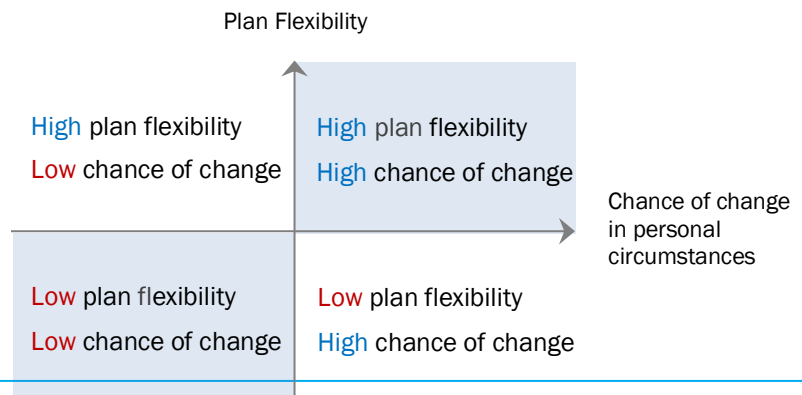 Plan Flexibility
High plan flexibility
Low chance of change
High plan flexibility
High chance of change
Chance of change
in personal
circumstances
Low plan flexibility
Low chance of change
Low plan flexibility
High chance of change